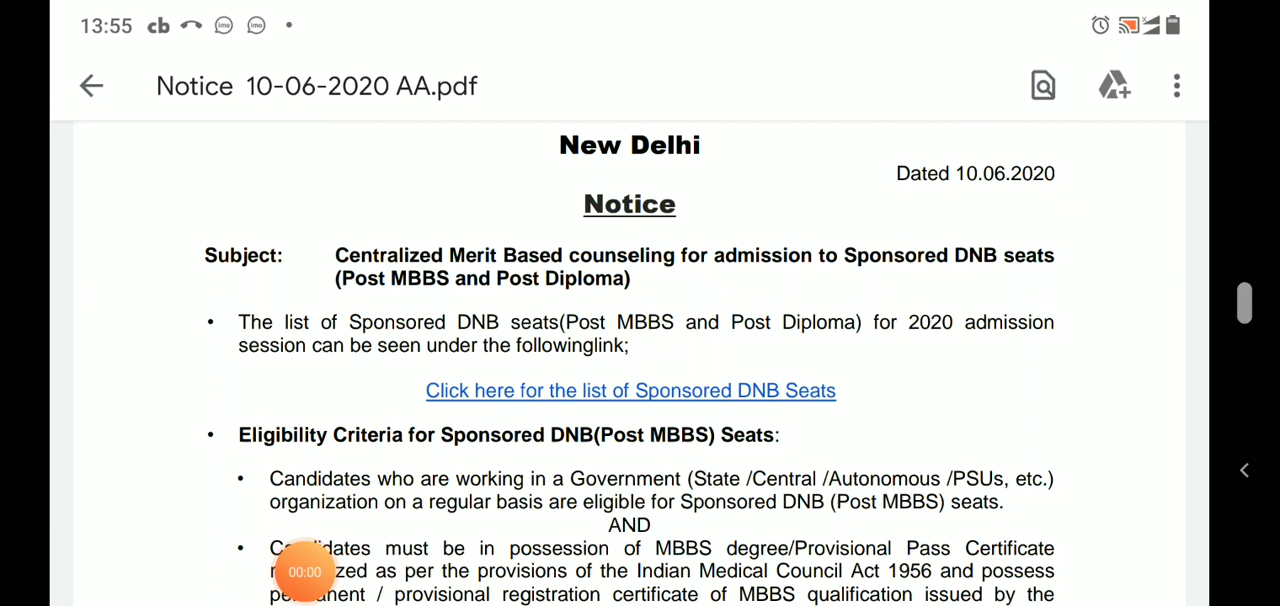 13:55 cb imo imo
Notice 10-06-2020 AA.pdf
New Delhi
Dated 10.06.2020
Notice
Subject: Centralized Merit Based counseling for admission to Sponsored DNB seats
(Post MBBS and Post Diploma)
• The list of Sponsored DNB seats(Post MBBS and Post Diploma) for 2020 admission
session can be seen under the followinglink;
Click here for the list of Sponsored DNB Seats
• Eligibility Criteria for Sponsored DNB(Post MBBS) Seats:
• Candidates who are working in a Government (State /Central /Autonomous /PSUs, etc.)
organization on a regular basis are eligible for Sponsored DNB (Post MBBS) seats.
AND
• Candidates must be in possession of MBBS degree/Provisional Pass Certificate
as per the provisions of the Indian Medical Council Act 1956 and possess
permanent / provisional registration certificate of MBBS qualification issued by the
00:00